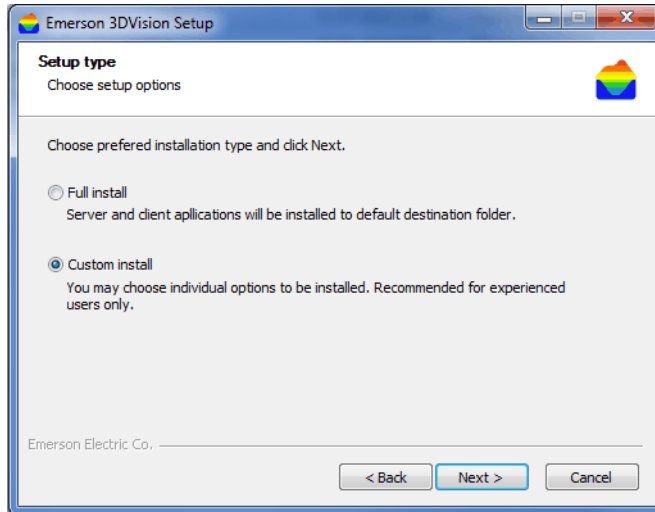 Emerson 3DVision Setup
Setup type
Choose setup options
Choose prefered installation type and click Next.
Full install
Server and client apllications will be installed to default destination folder.
Custom install
You may choose individual options to be installed. Recommended for experienced
users only.
Emerson Electric Co.
< Back Next > Cancel